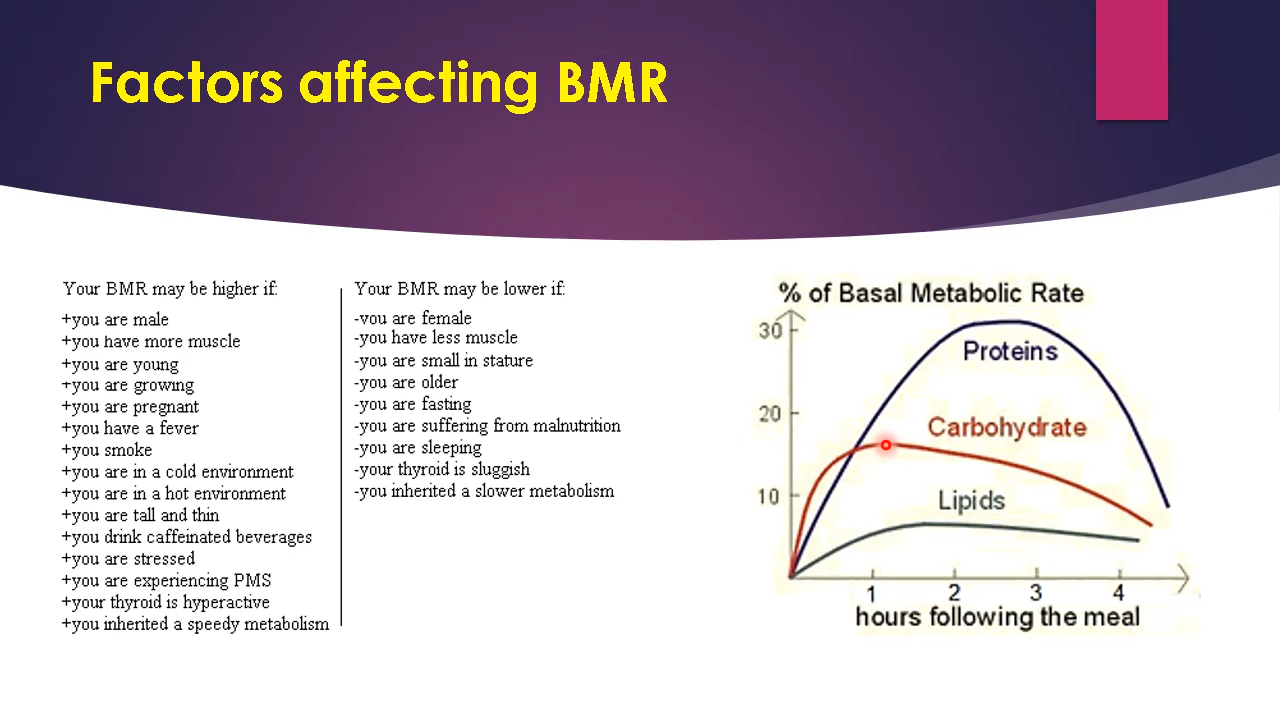 Factors affecting BMR
Your BMR may be higher if:
+you are male
+you have more muscle
+you are young
+you are growing
+you are pregnant
+you have a fever
+you smoke
+you are in a cold environment
+you are in a hot environment
+you are tall and thin
+you drink caffeinated beverages
+you are stressed
+you are experiencing PMS
+your thyroid is hyperactive
+you inherited a speedy metabolism
Your BMR may be lower if:
-you are female
-you have less muscle
-you are small in stature
-you are older
-you are fasting
-you are suffering from malnutrition
-you are sleeping
-your thyroid is sluggish
-you inherited a slower metabolism
% of Basal Metabolic Rate
30
Proteins
20
Carbohydrate
10
Lipids
1 2 3 4
hours following the meal